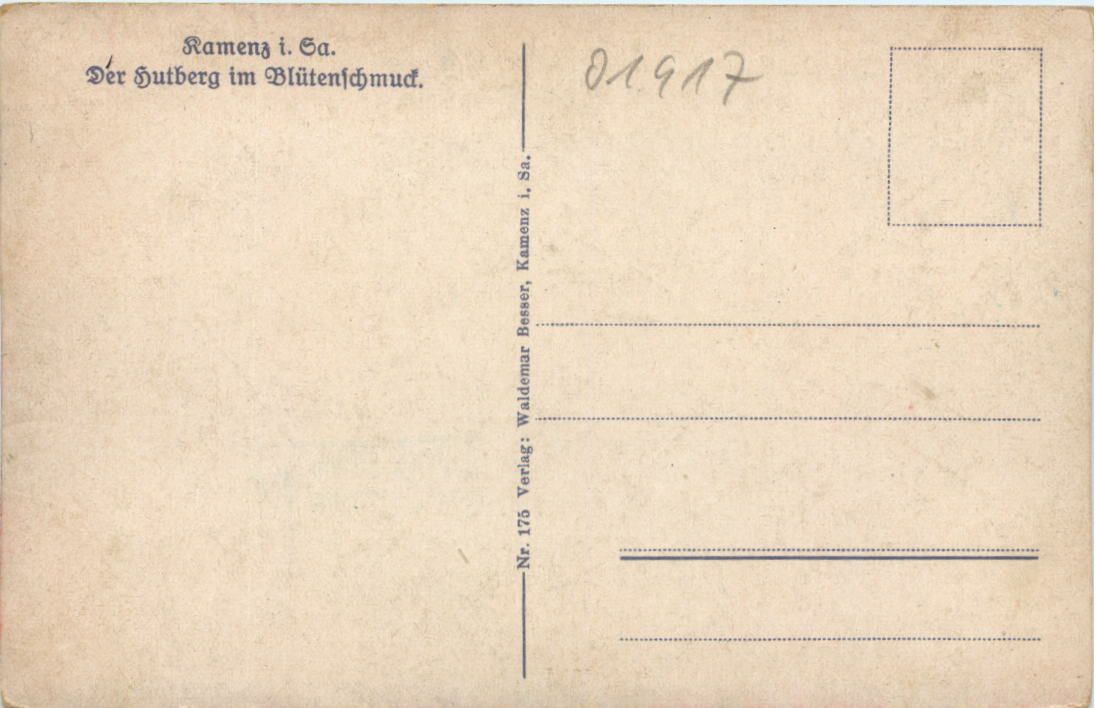 Kamenz i. Sa.
Der Hutberg im Blütenschmuck.
Nr. 175 Verlag: Waldemar Besser, Kamenz i. Sa.
01917